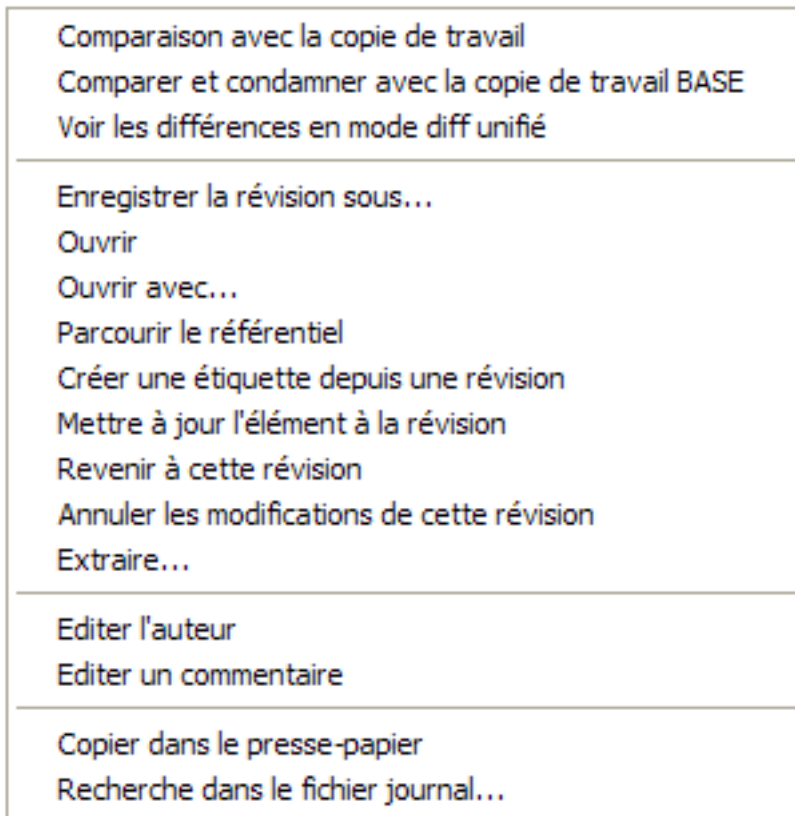 Comparaison avec la copie de travail
Comparer et condamner avec la copie de travail BASE
Voir les différences en mode diff unifié
Enregistrer la révision sous...
Ouvrir
Ouvrir avec...
Parcourir le référentiel
Créer une étiquette depuis une révision
Mettre à jour l'élément à la révision
Revenir à cette révision
Annuler les modifications de cette révision
Extraire...
Editer l'auteur
Editer un commentaire
Copier dans le presse-papier
Recherche dans le fichier journal...